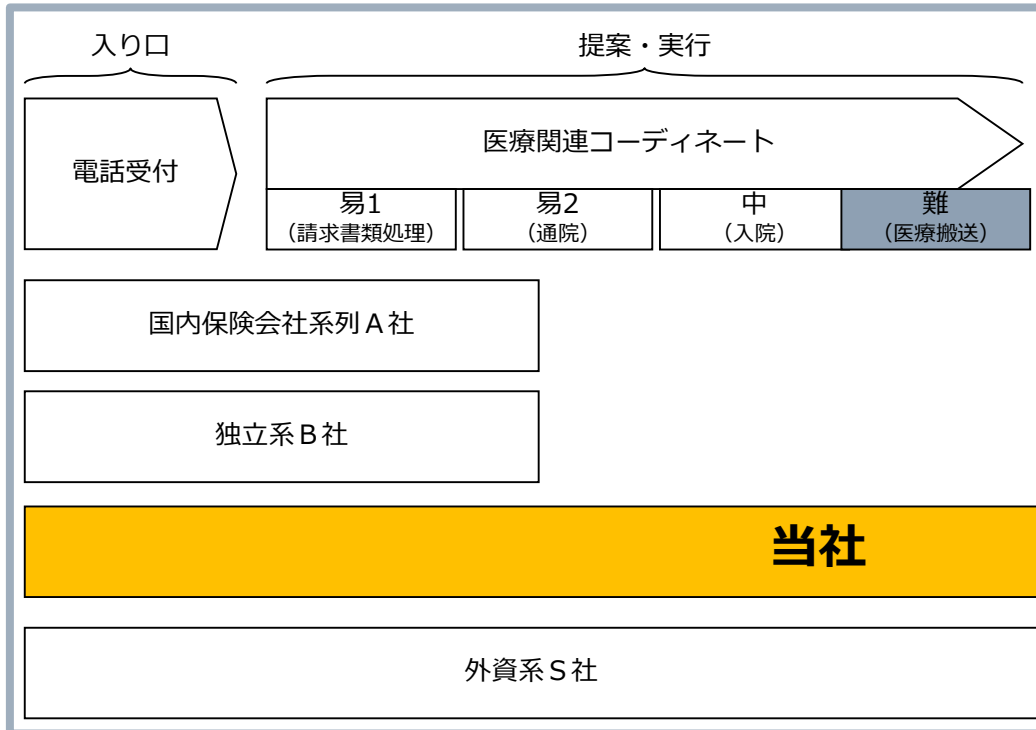 入り口
提案・実行
電話受付
医療関連コーディネート
易1
（請求書類処理）
易2
（通院）
中
（入院）
難
（医療搬送）
国内保険会社系列Ａ社
独立系Ｂ社
当社
外資系Ｓ社